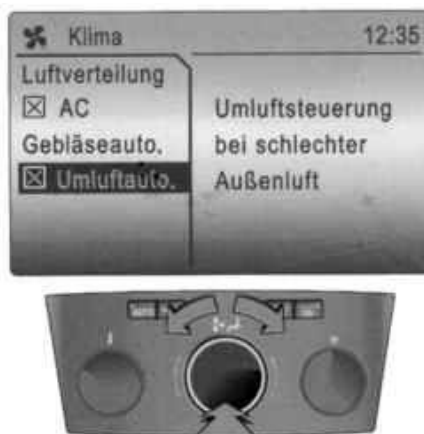 Klima 12:35
Luftverteilung
AC
Gebläseauto.
Umluftauto.
Umluftsteuerung
bei schlechter
Außenluft